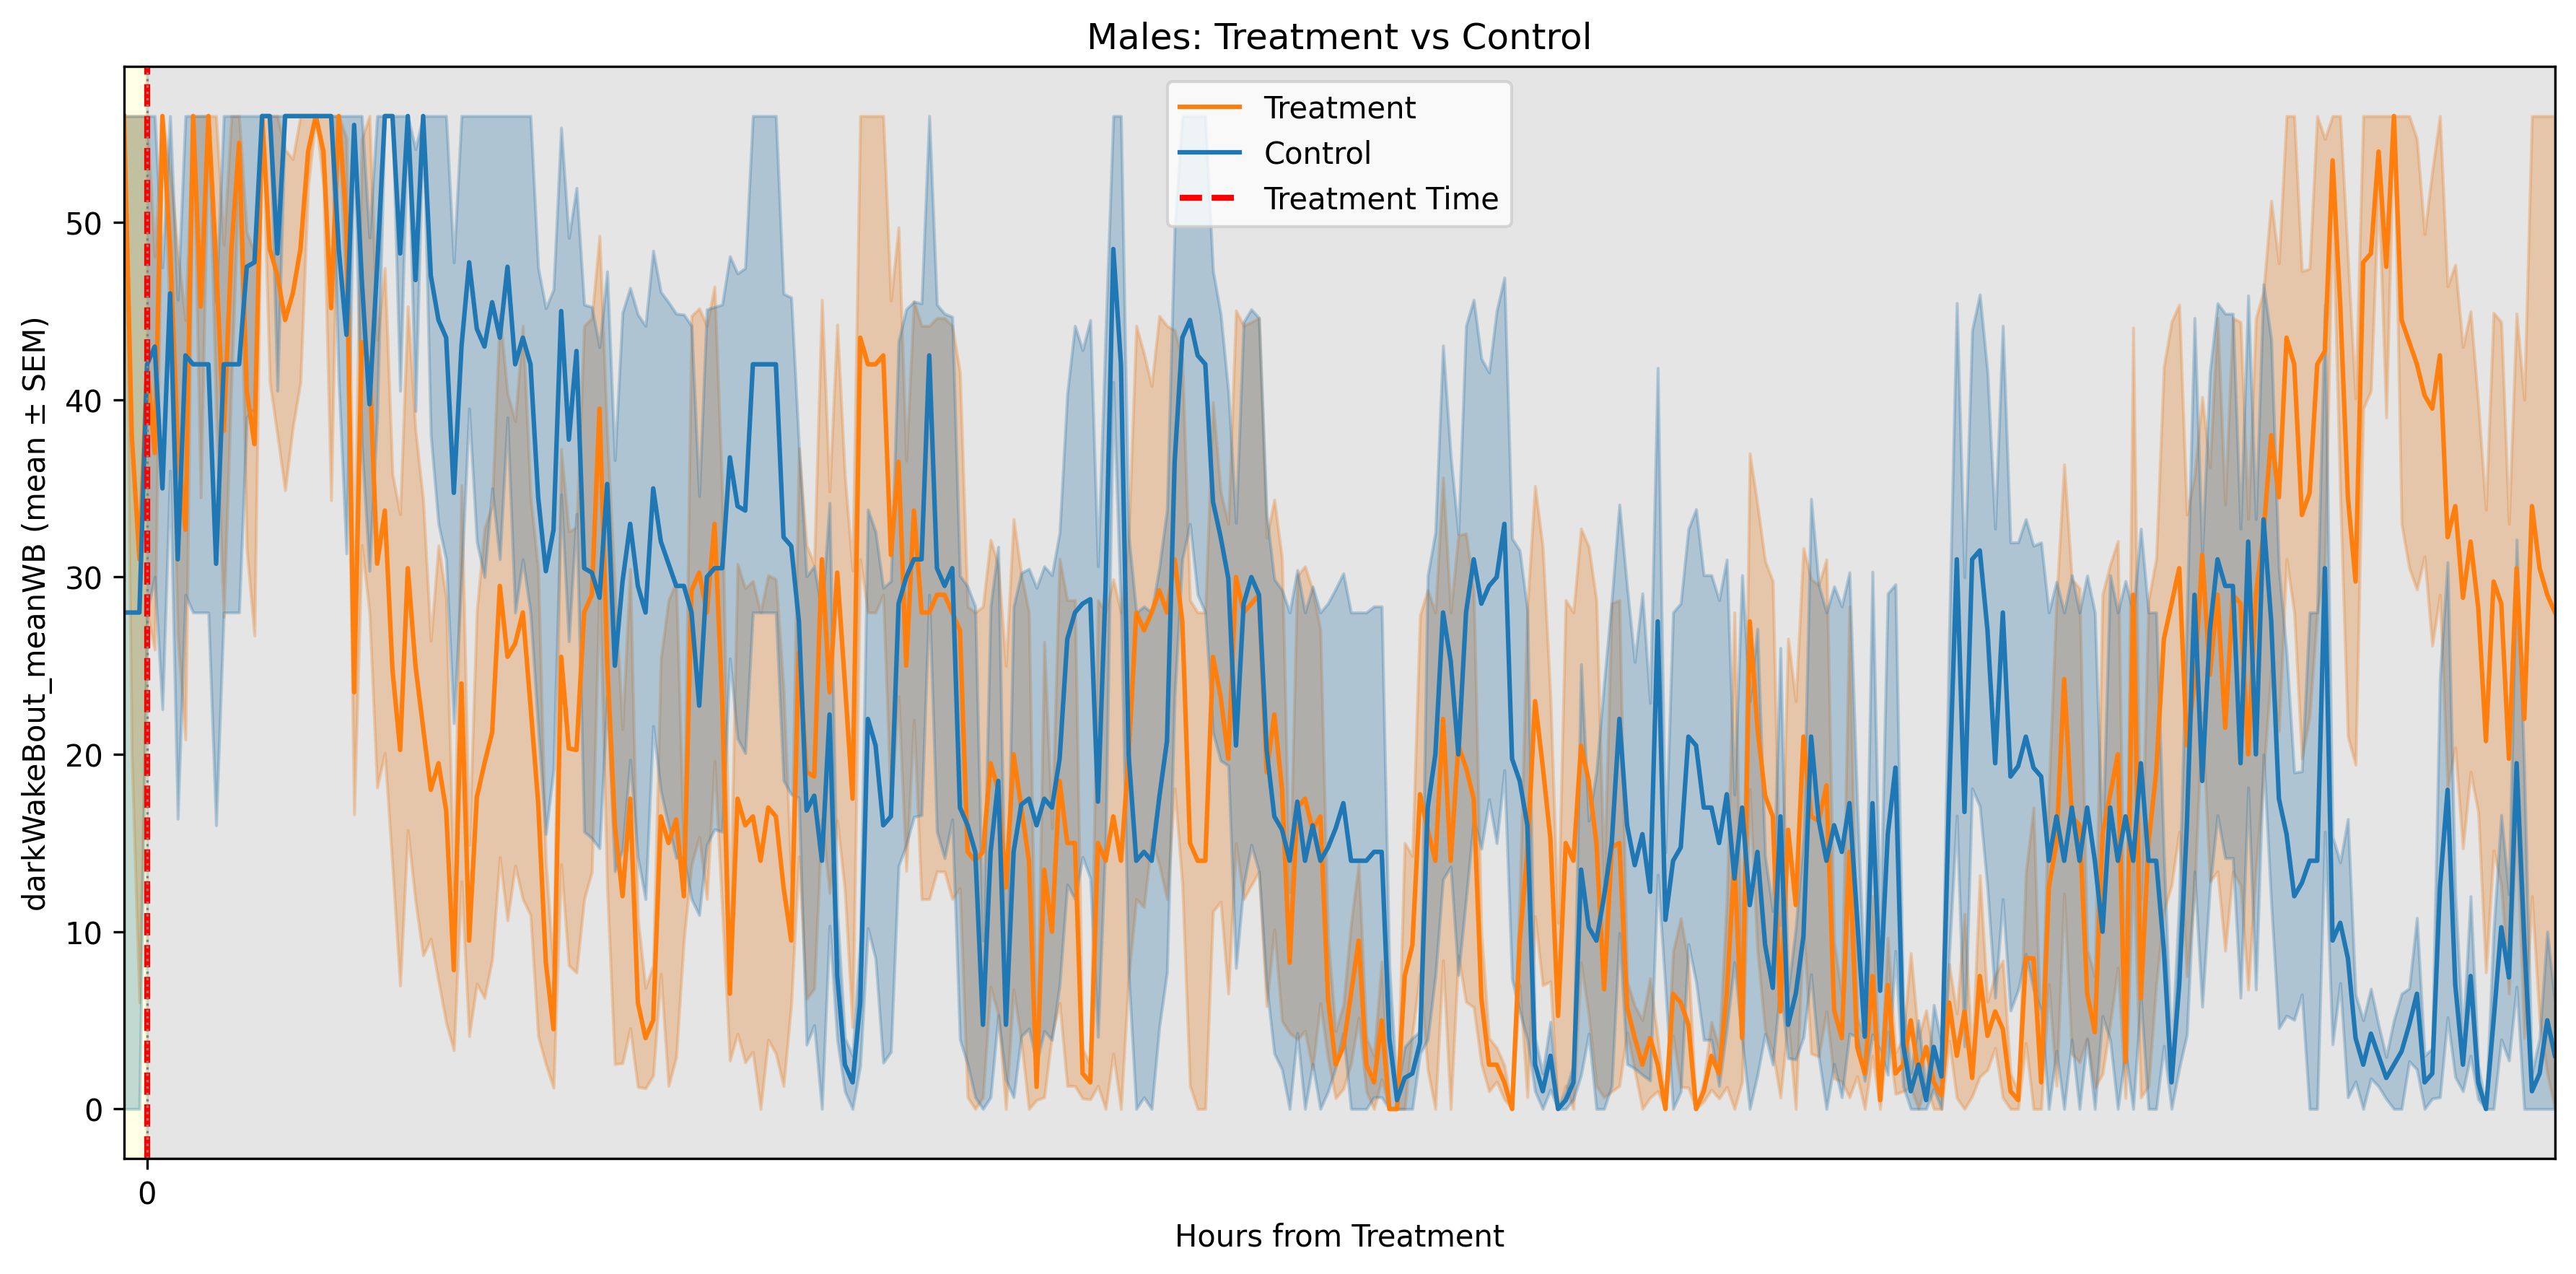 Males: Treatment vs Control
Treatment
Control
Treatment Time
darkWakeBout_meanWB (mean ± SEM)
50
40
30
20
10
0
0
Hours from Treatment